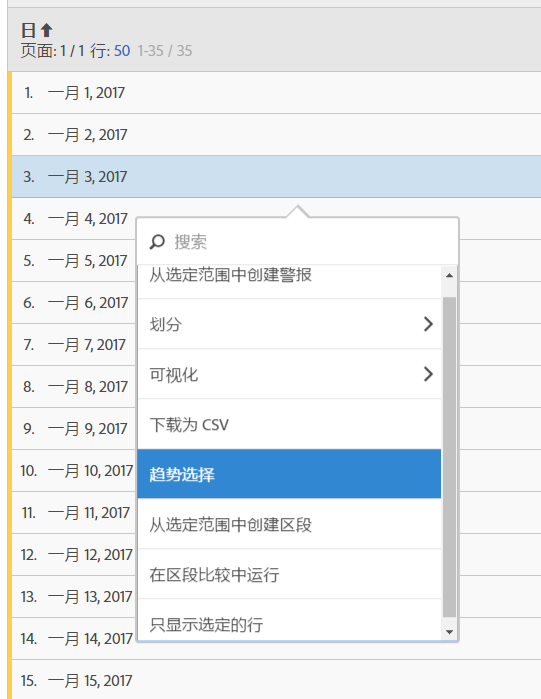 日
页面: 1 / 1 行: 50 1-35 / 35
1. 一月 1, 2017
2. 一月 2, 2017
3. 一月 3, 2017
4. 一月 4, 2017
搜索
5. 一月 5, 2017
从选定范围中创建警报
6. 一月 6, 2017
划分
7. 一月 7, 2017
可视化
8. 一月 8, 2017
9. 一月 9, 2017
下载为 CSV
10. 一月 10, 2017
趋势选择
11. 一月 11, 2017
从选定范围中创建区段
12. 一月 12, 2017
在区段比较中运行
13. 一月 13, 2017
14. 一月 14, 2017
只显示选定的行
15. 一月 15, 2017